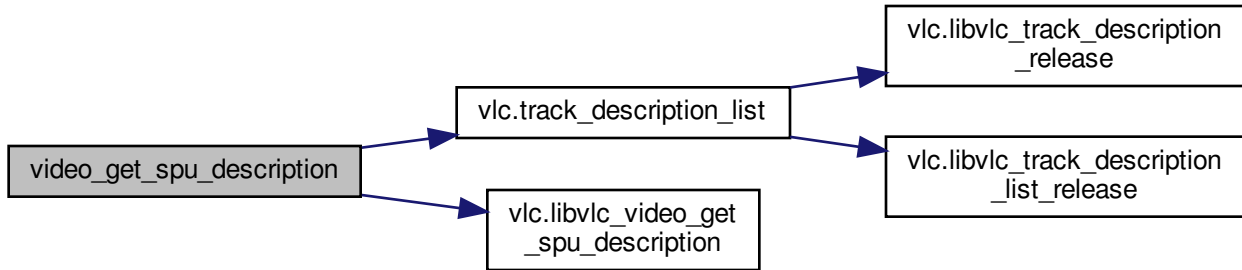 video_get_spu_description
vlc.track_description_list
vlc.libvlc_video_get
_spu_description
vlc.libvlc_track_description
_release
vlc.libvlc_track_description
_list_release